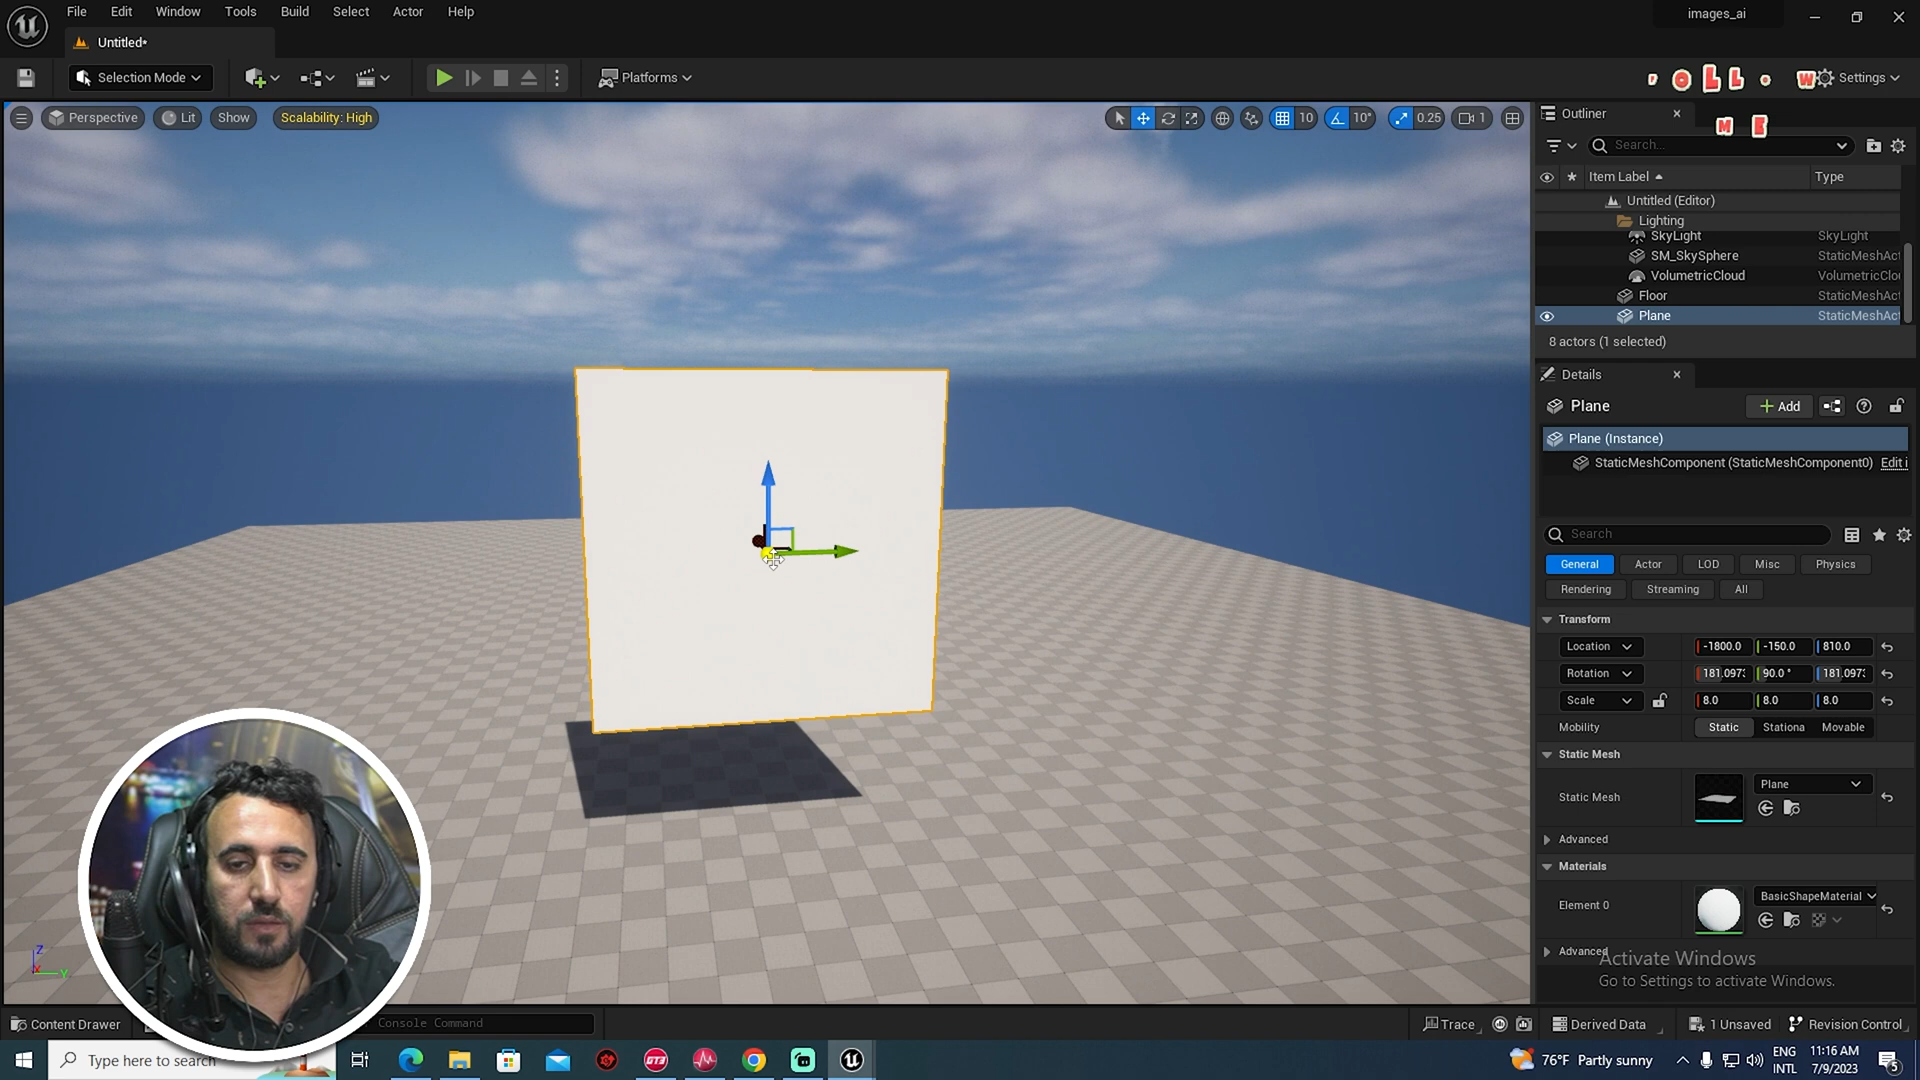 File Edit Window Tools Build Select Actor Help
images_ai
Untitled*
Selection Mode
Platforms
FOLLOW
Settings
ME
Perspective Lit Show Scalability: High
10 10° 0.25 1
Outliner
Search...
Item Label Type
Untitled (Editor)
Lighting
SkyLight SkyLight
SM_SkySphere StaticMeshAct
VolumetricCloud VolumetricClou
Floor StaticMeshAct
Plane StaticMeshAct
8 actors (1 selected)
Details
Plane
+ Add
Plane (Instance)
StaticMeshComponent (StaticMeshComponent0) Edit i
Search
General Actor LOD Misc Physics
Rendering Streaming All
Transform
Location -1800.0 -150.0 810.0
Rotation 181.097 90.0 ° 181.097
Scale 8.0 8.0 8.0
Mobility Static Stationa Movable
Static Mesh
Plane
Static Mesh
Advanced
Materials
BasicShapeMaterial
Element 0
Advanced
Activate Windows
Go to Settings to activate Windows.
Z
X
Y
Content Drawer
Console Command
Trace
Derived Data
1 Unsaved
Revision Control
Type here to search
GT3
76°F Partly sunny
ENG
INTL
11:16 AM
7/9/2023
5